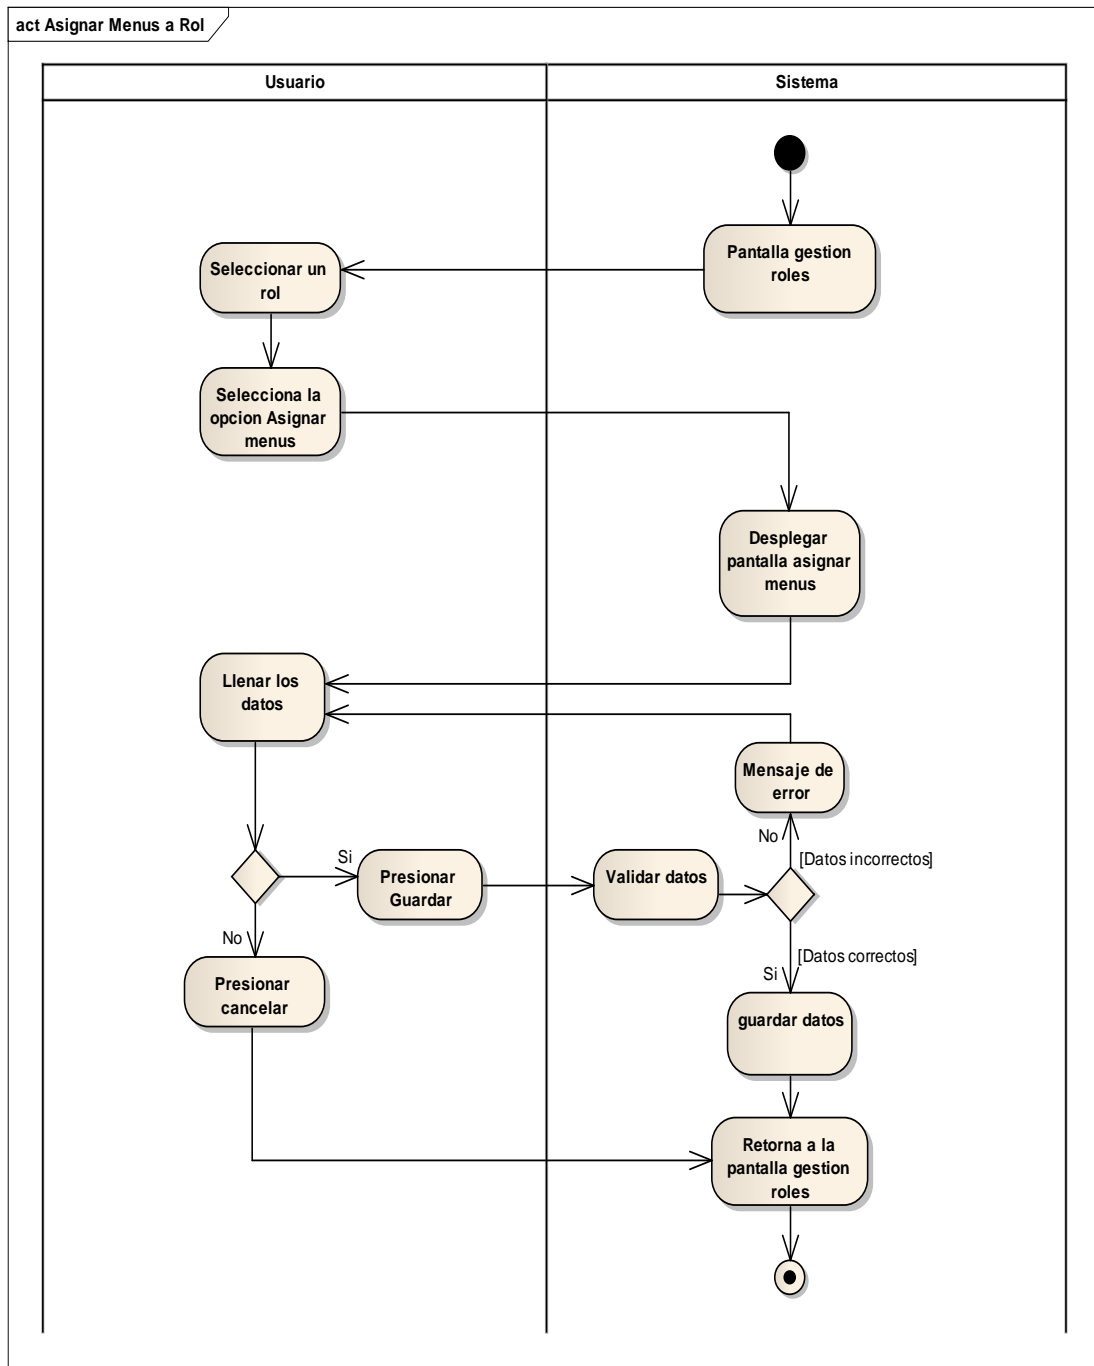 act Asignar Menus a Rol
Usuario
Sistema
Pantalla gestion
roles
Seleccionar un
rol
Selecciona la
opcion Asignar
menus
Desplegar
pantalla asignar
menus
Llenar los
datos
Mensaje de
error
No
[Datos incorrectos]
Si
Presionar
Guardar
Validar datos
No
Presionar
cancelar
[Datos correctos]
Si
guardar datos
Retorna a la
pantalla gestion
roles